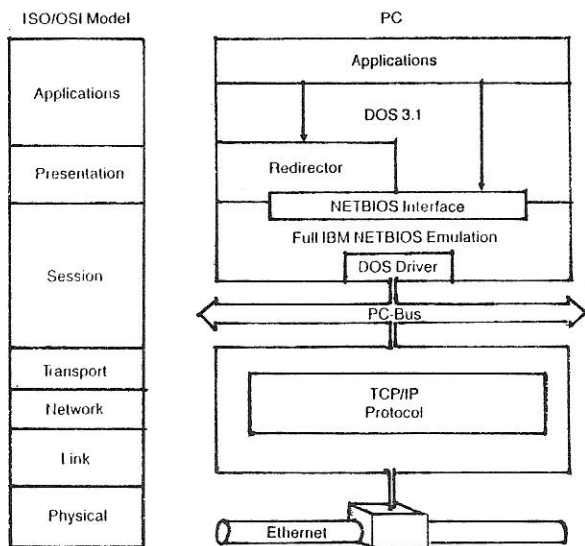 ISO/OSI Model
Applications
Presentation
Session
Transport
Network
Link
Physical
PC
Applications
DOS 3.1
Redirector
NETBIOS Interface
Full IBM NETBIOS Emulation
DOS Driver
PC-Bus
TCP/IP
Protocol
Ethernet